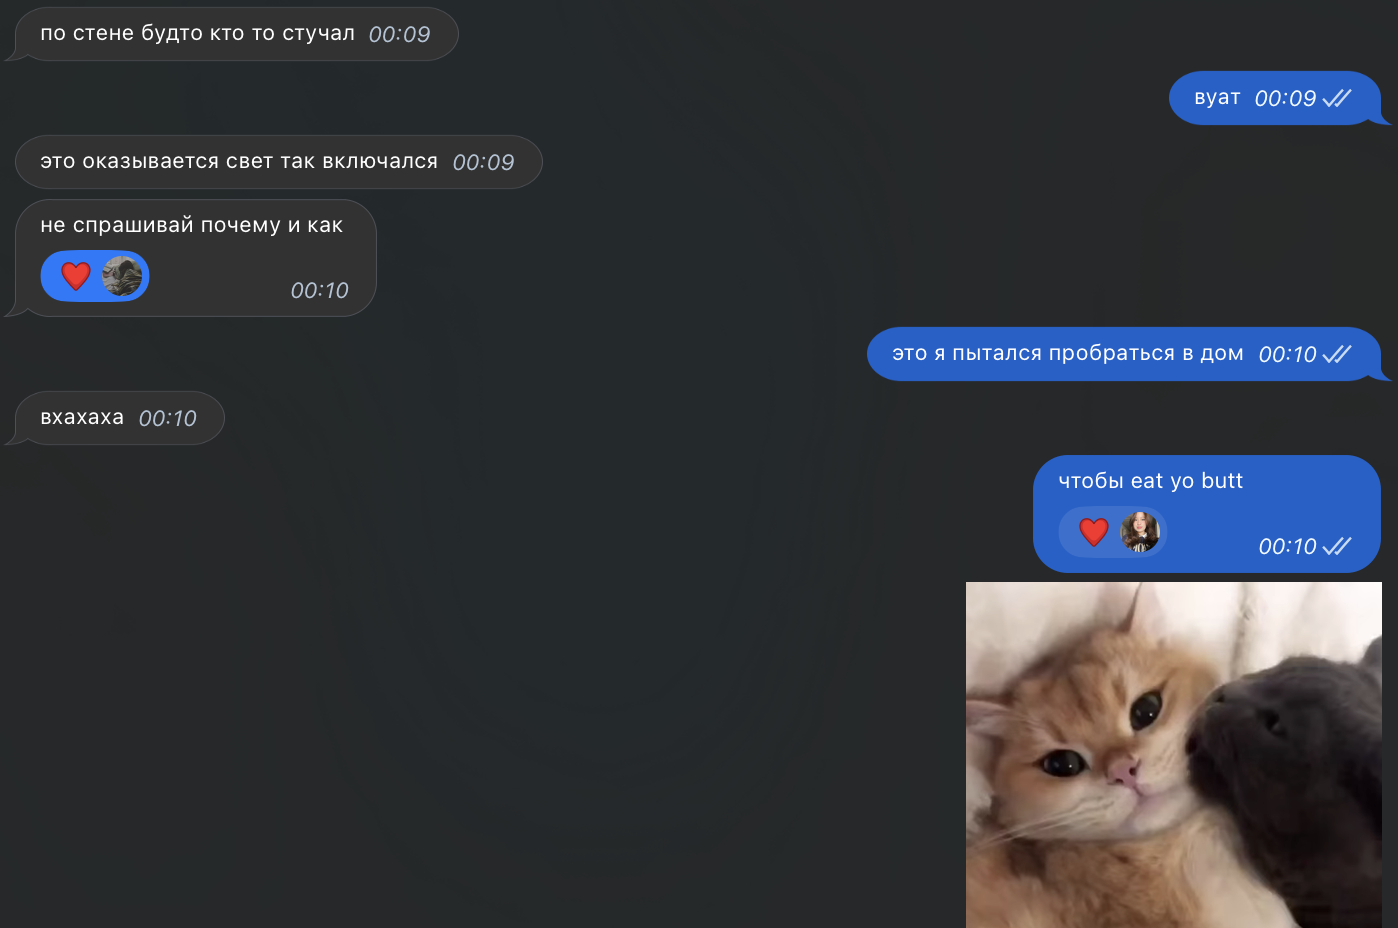 по стене будто кто то стучал 00:09
вуат 00:09
это оказывается свет так включался 00:09
не спрашивай почему и как
00:10
это я пытался пробраться в дом 00:10
вхахаха 00:10
чтобы eat yo butt
00:10